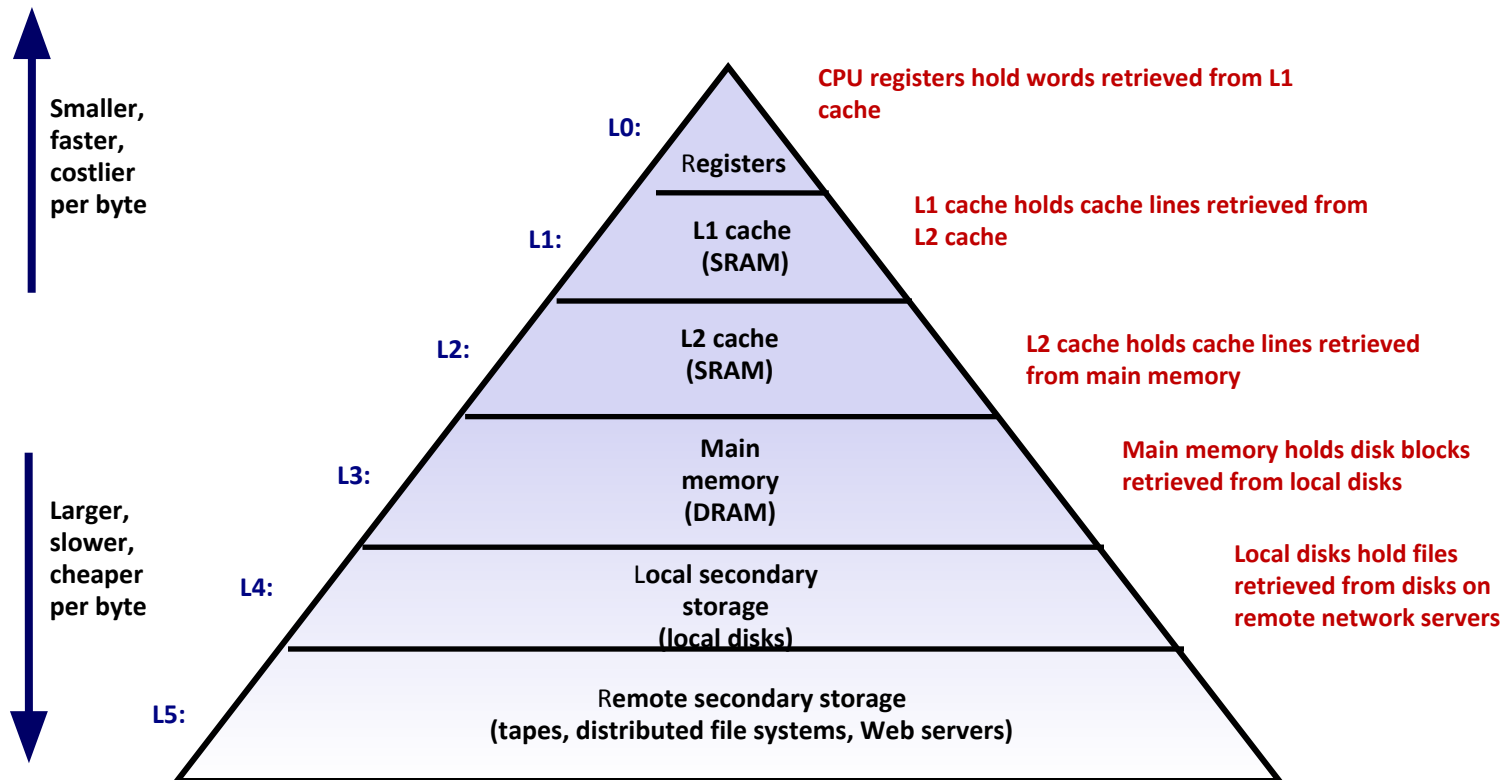 Smaller,
faster,
costlier
per byte
Larger,
slower,
cheaper
per byte
L0:
Registers
CPU registers hold words retrieved from L1
cache
L1:
L1 cache
(SRAM)
L1 cache holds cache lines retrieved from
L2 cache
L2:
L2 cache
(SRAM)
L2 cache holds cache lines retrieved
from main memory
L3:
Main
memory
(DRAM)
Main memory holds disk blocks
retrieved from local disks
L4:
Local secondary
storage
(local disks)
Local disks hold files
retrieved from disks on
remote network servers
L5:
Remote secondary storage
(tapes, distributed file systems, Web servers)